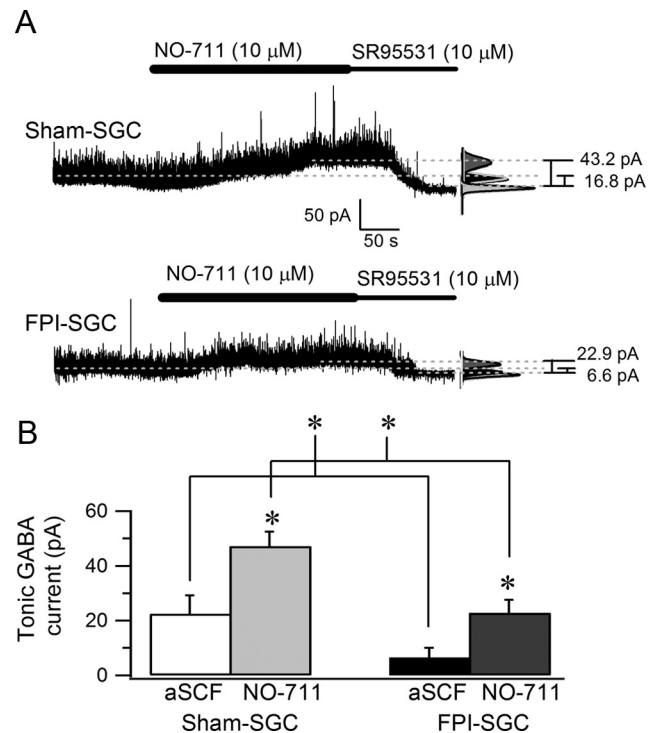 A
NO-711 (10 μM) SR95531 (10 μM)
Sham-SGC
43.2 pA
16.8 pA
50 pA
50 s
NO-711 (10 μM) SR95531 (10 μM)
FPI-SGC
22.9 pA
6.6 pA
B
* *
Tonic GABA
current (pA)
60
40
20
0
*
*
aSCF NO-711 aSCF NO-711
Sham-SGC FPI-SGC